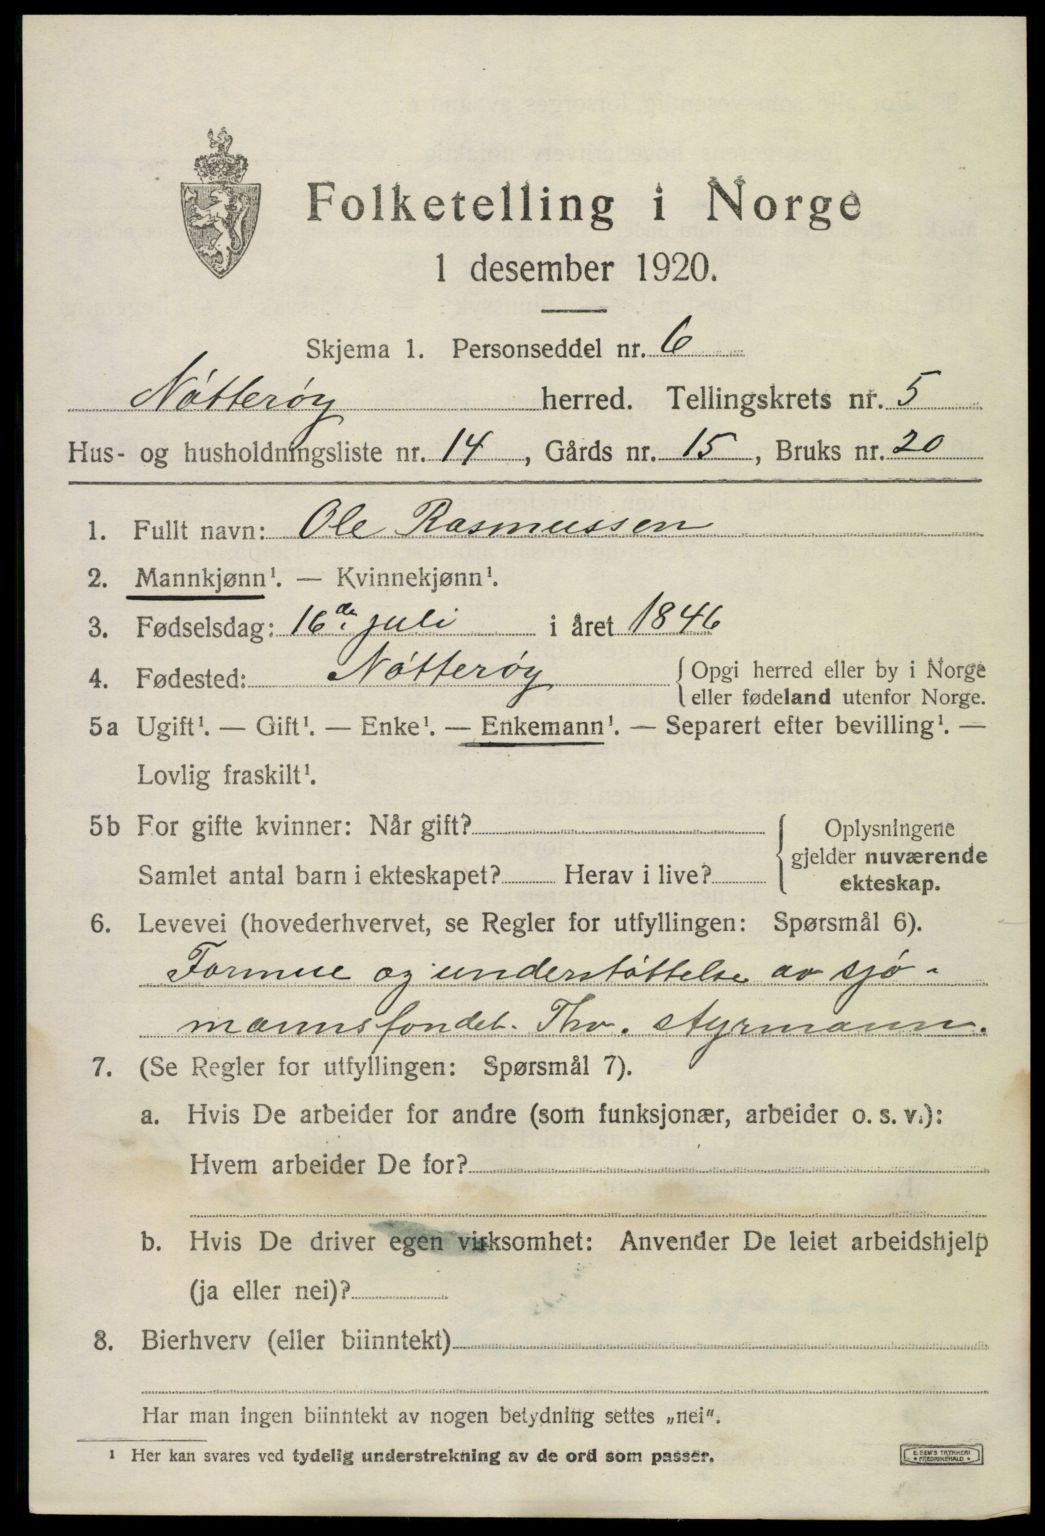 Folketelling i Norge
1 desember 1920.
Skjema 1. Personseddel nr. 6
Nøtterøy herred. Tellingskrets nr. 5
Hus- og husholdningsliste nr. 14, Gårds nr. 15, Bruks nr. 20
1. Fullt navn: Ole Rasmussen
2. Mannkjønn¹. — Kvinnekjønn¹.
3. Fødselsdag: 16de juli i året 1846
4. Fødested: Nøtterøy { Opgi herred eller by i Norge
eller fødeland utenfor Norge.
5a Ugift¹. — Gift¹. — Enke¹. — Enkemann¹. — Separert efter bevilling¹. —
Lovlig fraskilt¹.
5b For gifte kvinner: Når gift?
Samlet antal barn i ekteskapet? Herav i live?
Oplysningene
gjelder nuværende
ekteskap.
6. Levevei (hovederhvervet, se Regler for utfyllingen: Spørsmål 6).
Formue og understøttelse av sjø-
mannsfondet. Fhv. styrmann.
7. (Se Regler for utfyllingen: Spørsmål 7).
a. Hvis De arbeider for andre (som funksjonær, arbeider o. s. v.):
Hvem arbeider De for?
b. Hvis De driver egen virksomhet: Anvender De leiet arbeidshjelp
(ja eller nei)?
8. Bierhverv (eller biinntekt)
Har man ingen biinntekt av nogen betydning settes „nei".
¹ Her kan svares ved tydelig understrekning av de ord som passer.
E. SEM'S TRYKKERI
FREDRIKSHALD